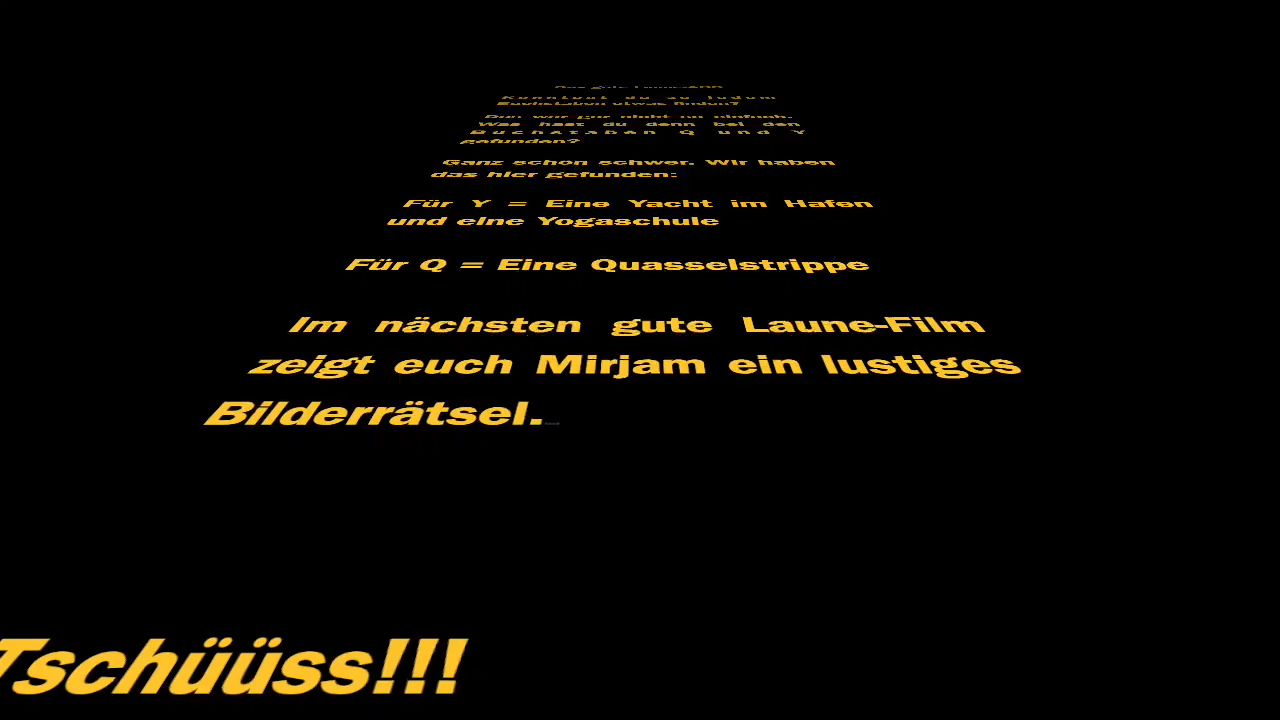 Konntest du zu jedem
Buchstaben etwas finden?
Das war gar nicht so einfach.
Was hast du denn bei den
Buchstaben Q und Y
gefunden?
Ganz schön schwer. Wir haben
das hier gefunden:
Für Y = Eine Yacht im Hafen
und eine Yogaschule
Für Q = Eine Quasselstrippe
Im nächsten gute Laune-Film
zeigt euch Mirjam ein lustiges
Bilderrätsel.
Tschüüss!!!